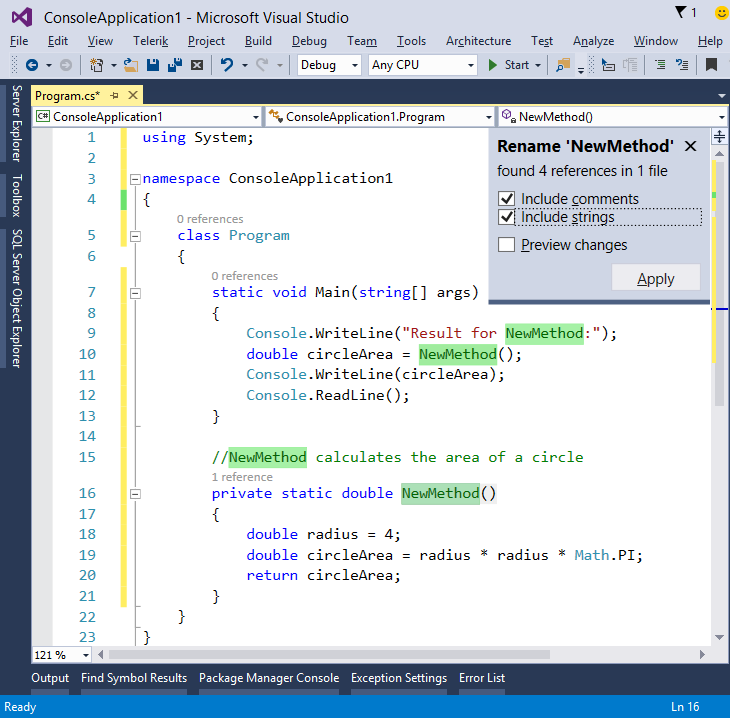 ConsoleApplication1 - Microsoft Visual Studio
1
File Edit View Telerik Project Build Debug Team Tools Architecture Test Analyze Window Help
Debug Any CPU Start
Program.cs*
ConsoleApplication1 ConsoleApplication1.Program NewMethod()
Server Explorer
Toolbox
SQL Server Object Explorer
Rename 'NewMethod'
found 4 references in 1 file
Include comments
Include strings
Preview changes
Apply
1 using System;
2
3 namespace ConsoleApplication1
4 {
0 references
5 class Program
6 {
0 references
7 static void Main(string[] args)
8 {
9 Console.WriteLine("Result for NewMethod:");
10 double circleArea = NewMethod();
11 Console.WriteLine(circleArea);
12 Console.ReadLine();
13 }
14
15 //NewMethod calculates the area of a circle
1 reference
16 private static double NewMethod()
17 {
18 double radius = 4;
19 double circleArea = radius * radius * Math.PI;
20 return circleArea;
21 }
22 }
23 }
121 %
Output Find Symbol Results Package Manager Console Exception Settings Error List
Ready Ln 16